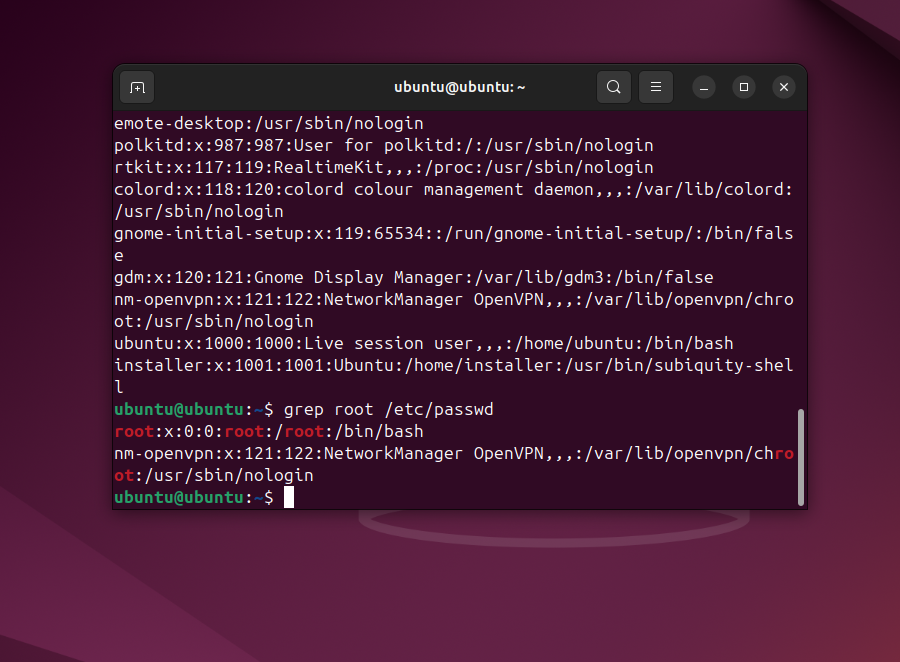 ubuntu@ubuntu: ~
emote-desktop:/usr/sbin/nologin
polkitd:x:987:987:User for polkitd:/:/usr/sbin/nologin
rtkit:x:117:119:RealtimeKit,,,:/proc:/usr/sbin/nologin
colord:x:118:120:colord colour management daemon,,,:/var/lib/colord:
/usr/sbin/nologin
gnome-initial-setup:x:119:65534::/run/gnome-initial-setup/:/bin/fals
e
gdm:x:120:121:Gnome Display Manager:/var/lib/gdm3:/bin/false
nm-openvpn:x:121:122:NetworkManager OpenVPN,,,:/var/lib/openvpn/chro
ot:/usr/sbin/nologin
ubuntu:x:1000:1000:Live session user,,,:/home/ubuntu:/bin/bash
installer:x:1001:1001:Ubuntu:/home/installer:/usr/bin/subiquity-shel
l
ubuntu@ubuntu:~$ grep root /etc/passwd
root:x:0:0:root:/root:/bin/bash
nm-openvpn:x:121:122:NetworkManager OpenVPN,,,:/var/lib/openvpn/chro
ot:/usr/sbin/nologin
ubuntu@ubuntu:~$